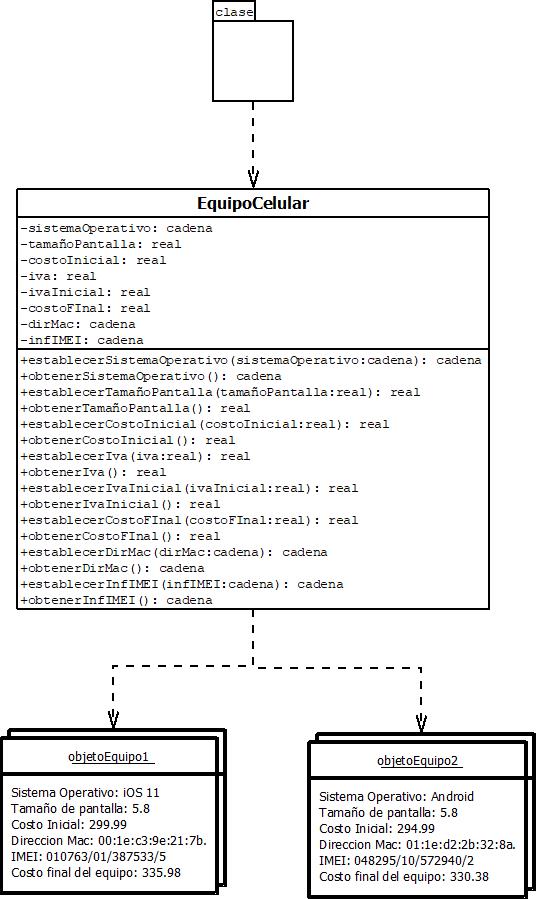 clase
EquipoCelular
-sistemaOperativo: cadena
-tamañoPantalla: real
-costoInicial: real
-iva: real
-ivaInicial: real
-costoFInal: real
-dirMac: cadena
-infIMEI: cadena
+establecerSistemaOperativo(sistemaOperativo:cadena): cadena
+obtenerSistemaOperativo(): cadena
+establecerTamañoPantalla(tamañoPantalla:real): real
+obtenerTamañoPantalla(): real
+establecerCostoInicial(costoInicial:real): real
+obtenerCostoInicial(): real
+establecerIva(iva:real): real
+obtenerIva(): real
+establecerIvaInicial(ivaInicial:real): real
+obtenerIvaInicial(): real
+establecerCostoFInal(costoFInal:real): real
+obtenerCostoFInal(): real
+establecerDirMac(dirMac:cadena): cadena
+obtenerDirMac(): cadena
+establecerInfIMEI(infIMEI:cadena): cadena
+obtenerInfIMEI(): cadena
objetoEquipo1
Sistema Operativo: iOS 11
Tamaño de pantalla: 5.8
Costo Inicial: 299.99
Direccion Mac: 00:1e:c3:9e:21:7b.
IMEI: 010763/01/387533/5
Costo final del equipo: 335.98
objetoEquipo2
Sistema Operativo: Android
Tamaño de pantalla: 5.8
Costo Inicial: 294.99
Direccion Mac: 01:1e:d2:2b:32:8a.
IMEI: 048295/10/572940/2
Costo final del equipo: 330.38